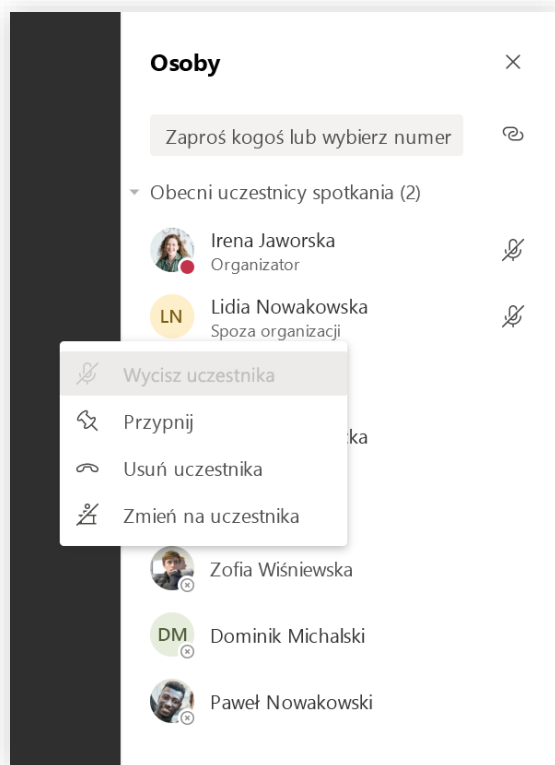 Osoby
Zaproś kogoś lub wybierz numer
Obecni uczestnicy spotkania (2)
Irena Jaworska
Organizator
LN
Lidia Nowakowska
Spoza organizacji
Wycisz uczestnika
Przypnij
Usuń uczestnika
Zmień na uczestnika
Zofia Wiśniewska
DM
Dominik Michalski
Paweł Nowakowski